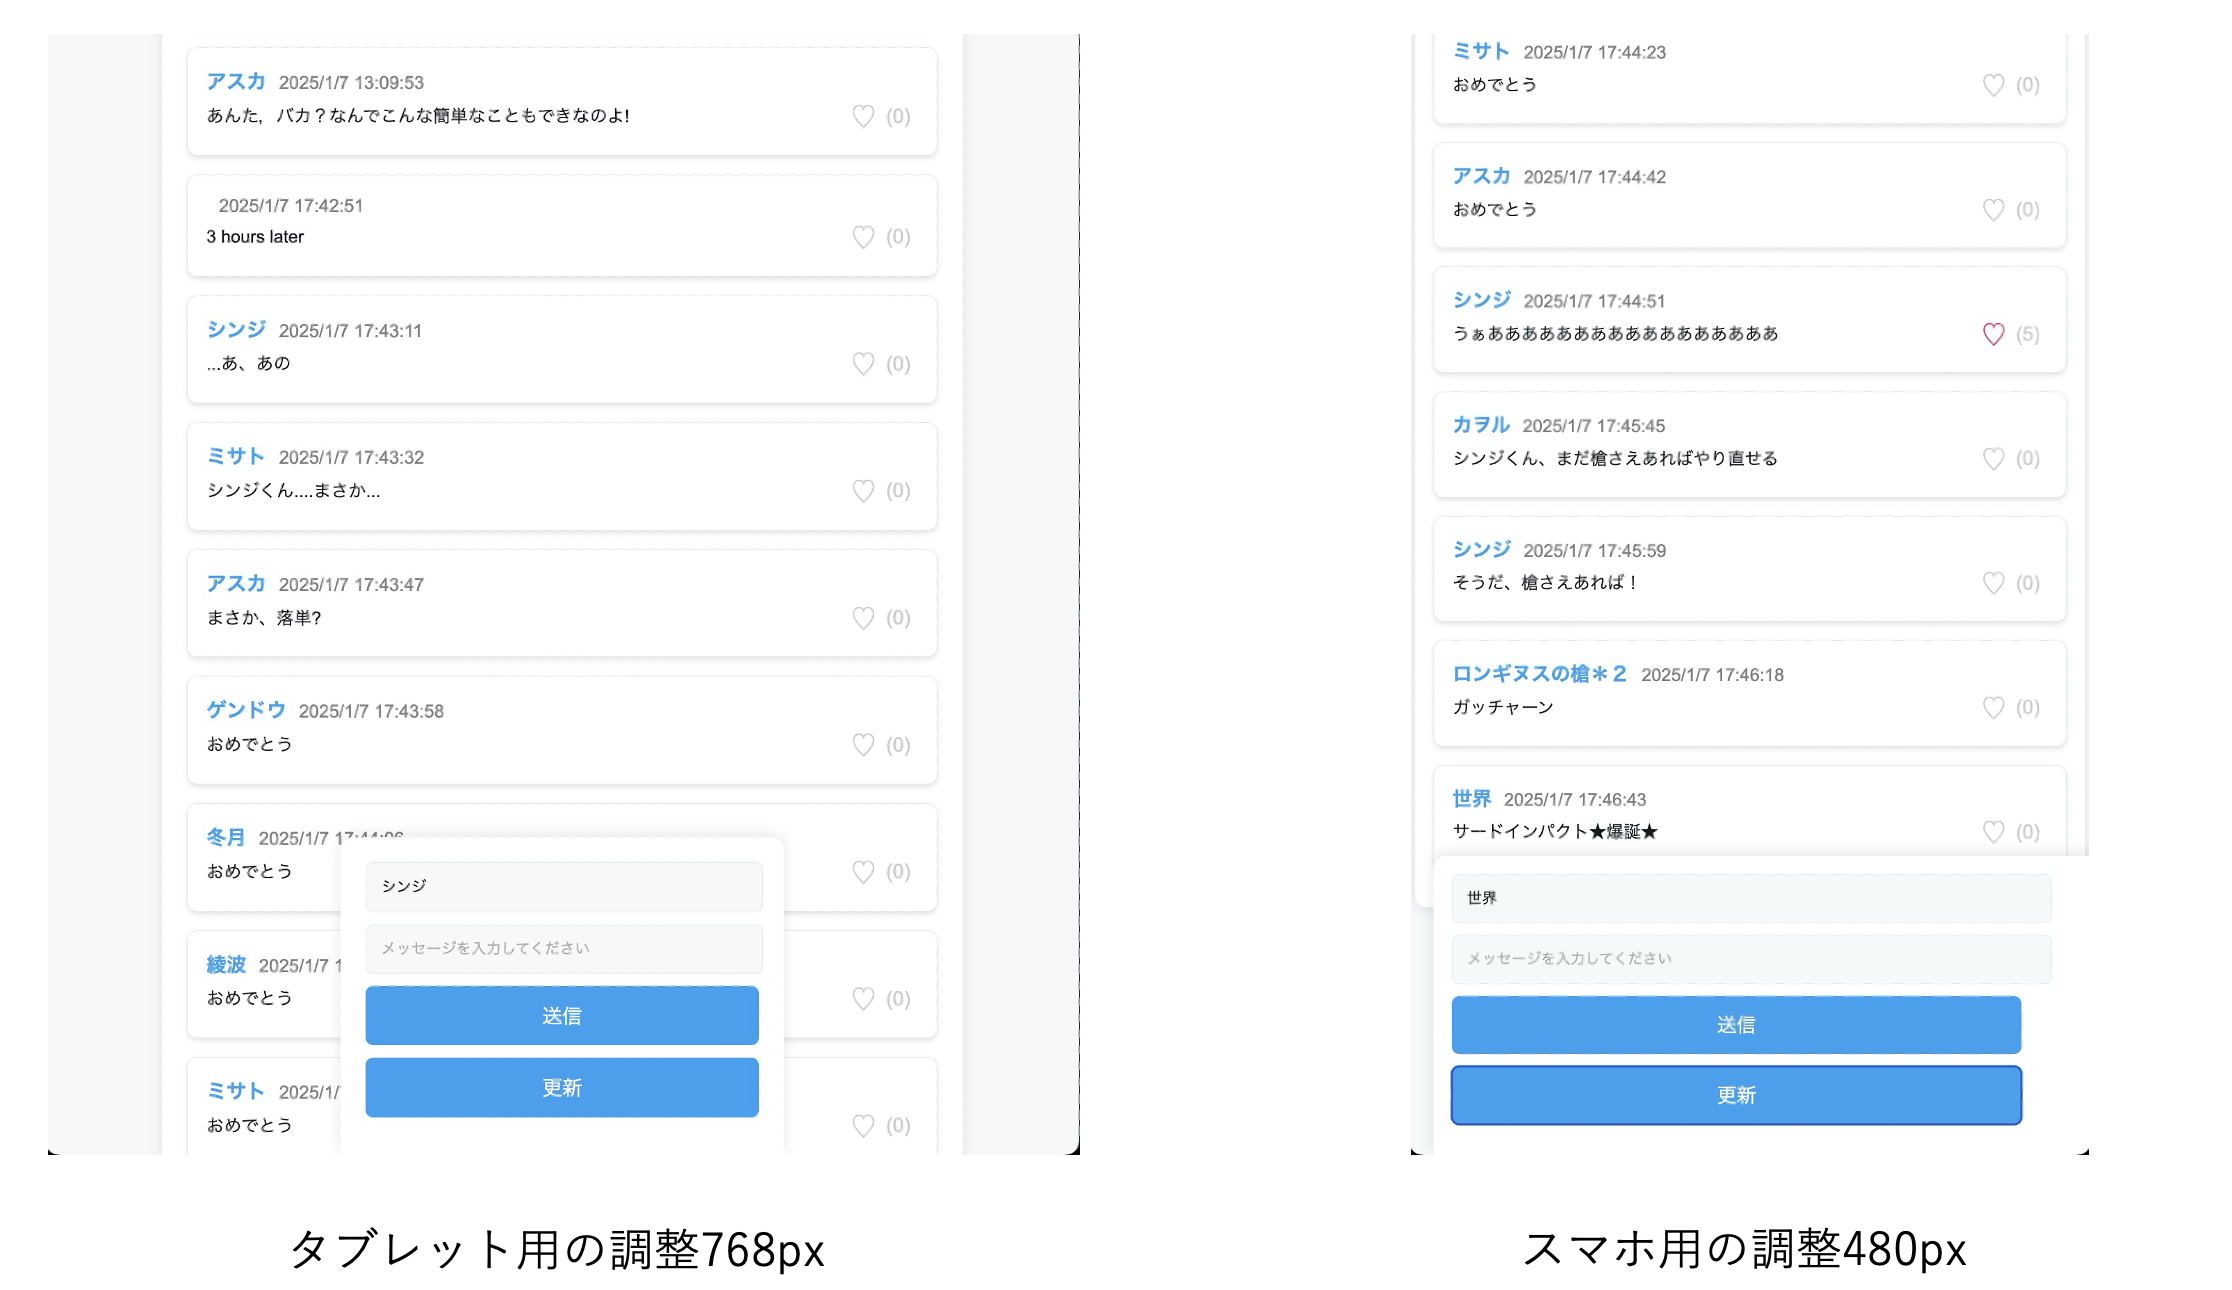 アスカ 2025/1/7 13:09:53
あんた，バカ？なんでこんな簡単なこともできなのよ!
♡ (0)
2025/1/7 17:42:51
3 hours later
♡ (0)
シンジ 2025/1/7 17:43:11
...あ、あの
♡ (0)
ミサト 2025/1/7 17:43:32
シンジくん....まさか...
♡ (0)
アスカ 2025/1/7 17:43:47
まさか、落単?
♡ (0)
ゲンドウ 2025/1/7 17:43:58
おめでとう
♡ (0)
冬月 2025/1/7 17:44:06
おめでとう
♡ (0)
綾波 2025/1/7 1
おめでとう
♡ (0)
ミサト 2025/1/
おめでとう
♡ (0)
シンジ
メッセージを入力してください
送信
更新
タブレット用の調整768px
ミサト 2025/1/7 17:44:23
おめでとう
♡ (0)
アスカ 2025/1/7 17:44:42
おめでとう
♡ (0)
シンジ 2025/1/7 17:44:51
うぁあああああああああああああああああ
♡ (5)
カヲル 2025/1/7 17:45:45
シンジくん、まだ槍さえあればやり直せる
♡ (0)
シンジ 2025/1/7 17:45:59
そうだ、槍さえあれば！
♡ (0)
ロンギヌスの槍＊２ 2025/1/7 17:46:18
ガッチャーン
♡ (0)
世界 2025/1/7 17:46:43
サードインパクト★爆誕★
♡ (0)
世界
メッセージを入力してください
送信
更新
スマホ用の調整480px